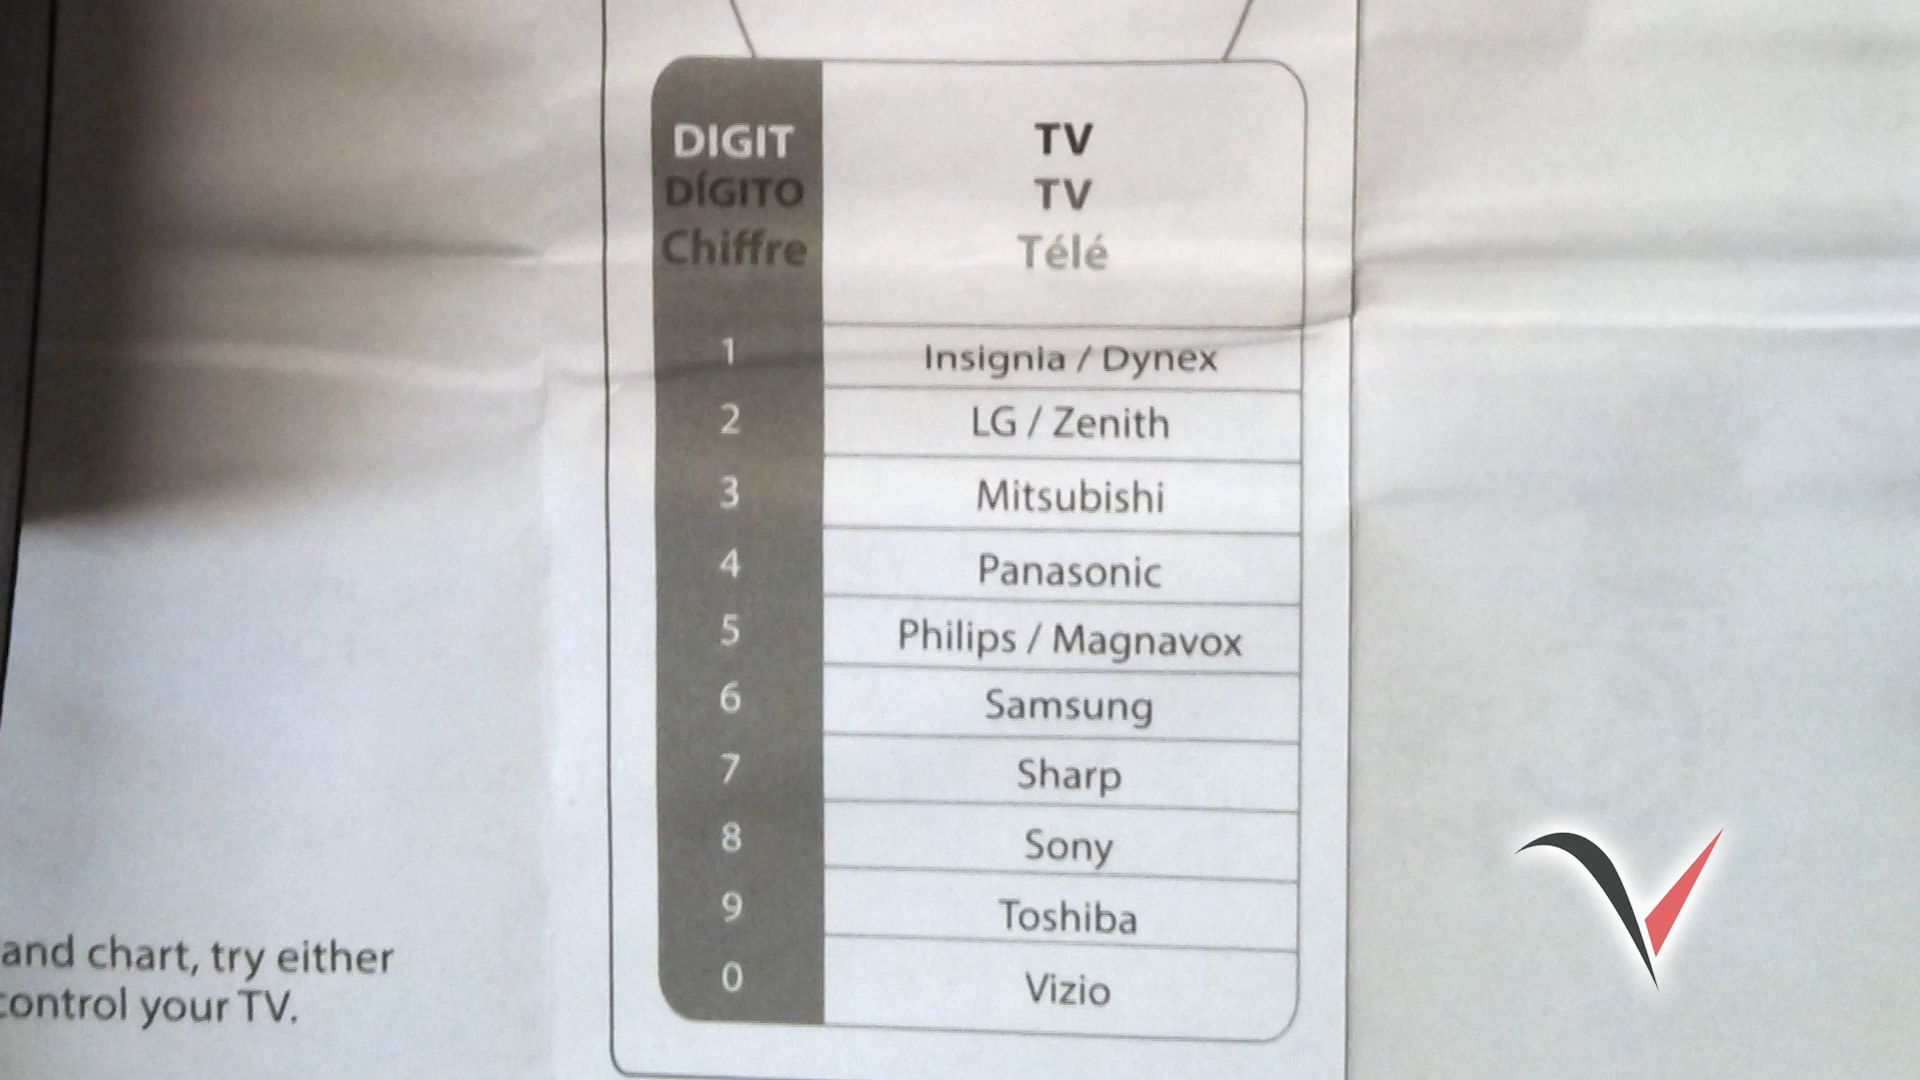 DIGIT TV
DÍGITO TV
Chiffre Télé
1 Insignia / Dynex
2 LG / Zenith
3 Mitsubishi
4 Panasonic
5 Philips / Magnavox
6 Samsung
7 Sharp
8 Sony
9 Toshiba
0 Vizio
and chart, try either
control your TV.